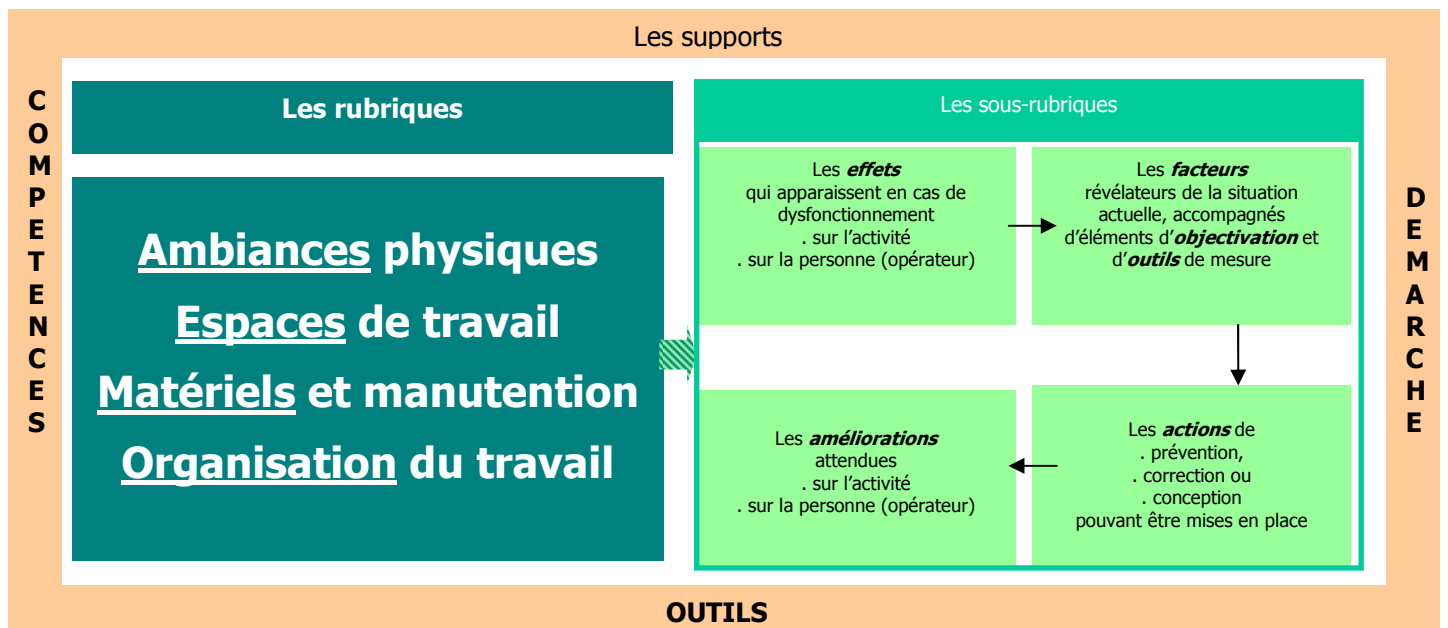 Les supports
COMPETENCES
Les rubriques
Ambiances physiques
Espaces de travail
Matériels et manutention
Organisation du travail
Les sous-rubriques
Les effets
qui apparaissent en cas de
dysfonctionnement
. sur l’activité
. sur la personne (opérateur)
Les facteurs
révélateurs de la situation
actuelle, accompagnés
d’éléments d’objectivation et
d’outils de mesure
Les actions de
. prévention,
. correction ou
. conception
pouvant être mises en place
Les améliorations
attendues
. sur l’activité
. sur la personne (opérateur)
DEMARCHE
OUTILS